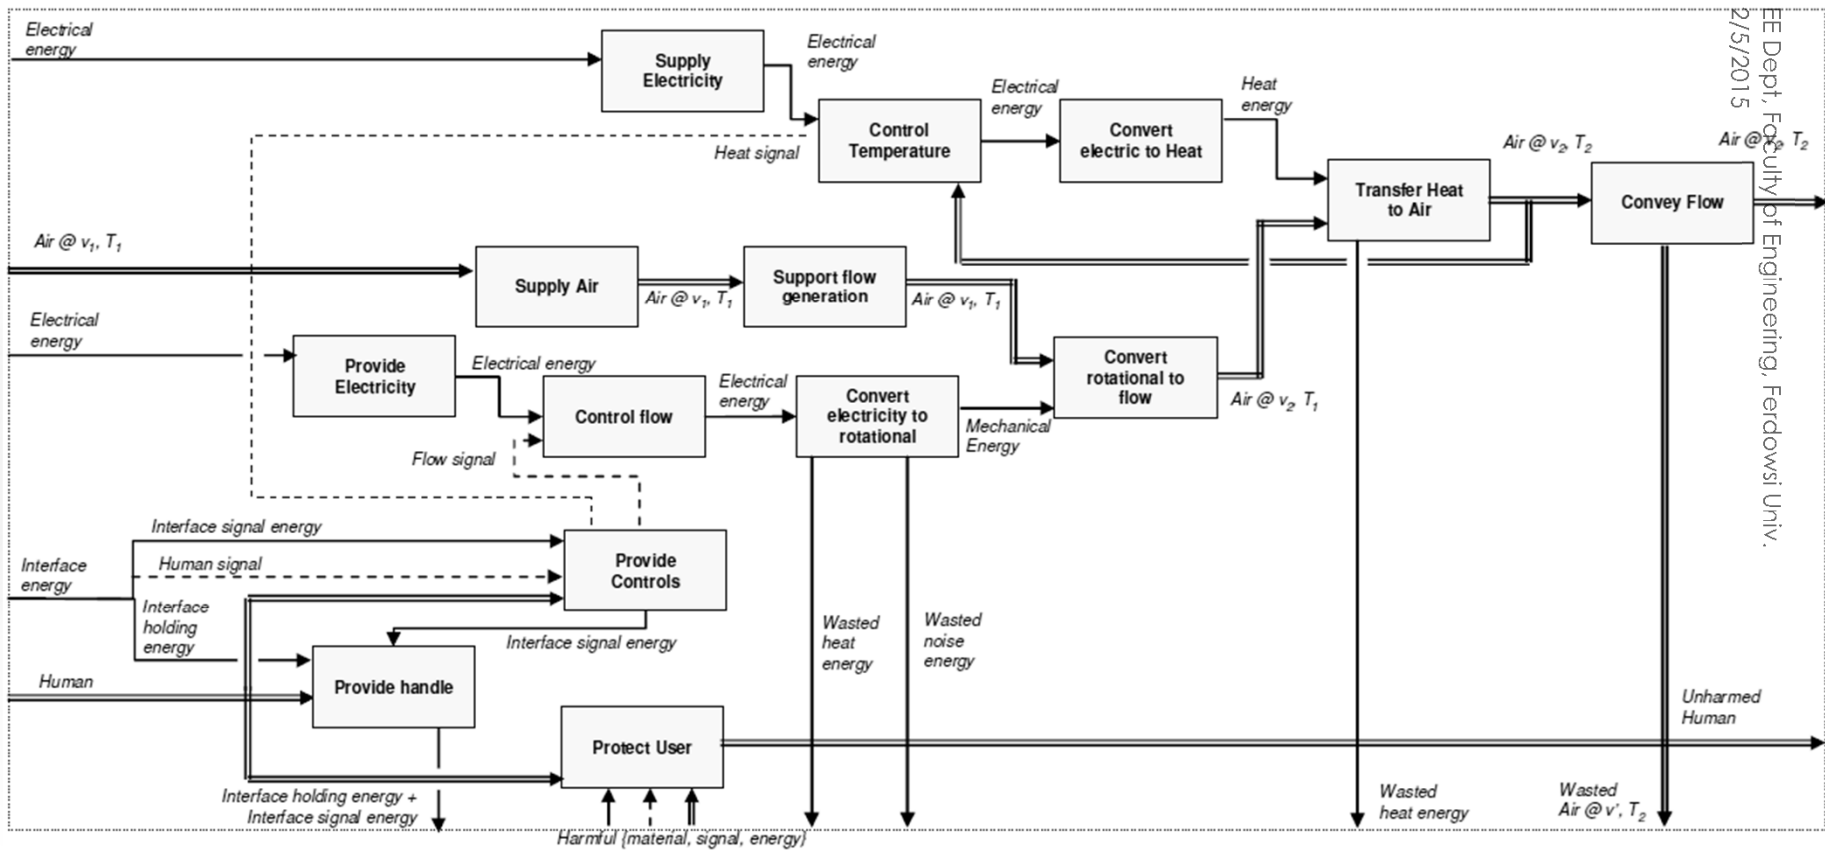 Electrical
energy
Supply
Electricity
Electrical
energy
Control
Temperature
Electrical
energy
Convert
electric to Heat
Heat
energy
Heat signal
Transfer Heat
to Air
Air @ v2, T2
Convey Flow
Air @ v2, T2
EE Dept, Faculty of Engineering, Ferdowsi Univ.
2/5/2015
Air @ v1, T1
Supply Air
Air @ v1, T1
Support flow
generation
Air @ v1, T1
Electrical
energy
Provide
Electricity
Electrical energy
Control flow
Electrical
energy
Convert
electricity to
rotational
Mechanical
Energy
Convert
rotational to
flow
Air @ v2, T1
Flow signal
Interface signal energy
Human signal
Interface
energy
Interface
holding
energy
Provide
Controls
Interface signal energy
Human
Provide handle
Wasted
heat
energy
Wasted
noise
energy
Protect User
Unharmed
Human
Interface holding energy +
Interface signal energy
Harmful {material, signal, energy}
Wasted
heat energy
Wasted
Air @ v', T2